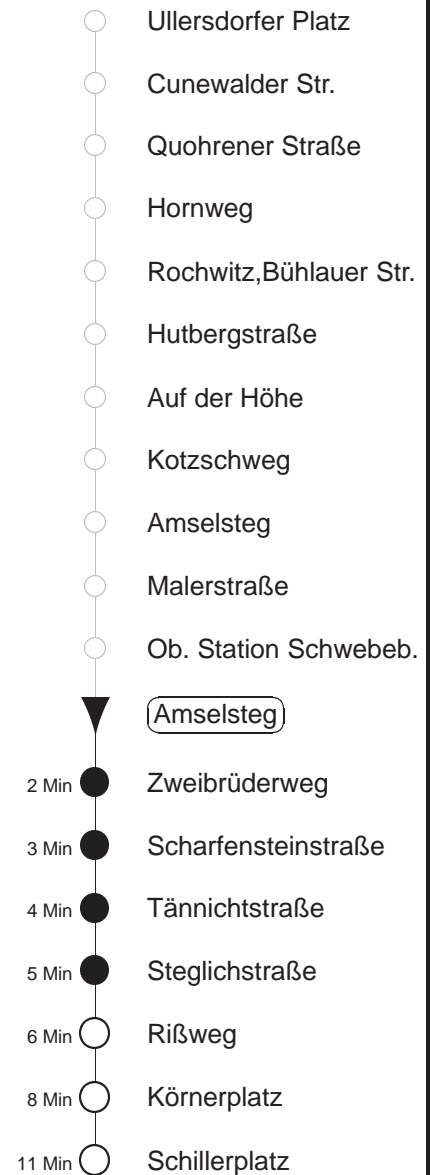 Ullersdorfer Platz
Cunewalder Str.
Quohrener Straße
Hornweg
Rochwitz,Bühlauer Str.
Hutbergstraße
Auf der Höhe
Kotzschweg
Amselsteg
Malerstraße
Ob. Station Schwebeb.
Amselsteg
2 Min Zweibrüderweg
3 Min Scharfensteinstraße
4 Min Tännichtstraße
5 Min Steglichstraße
6 Min Rißweg
8 Min Körnerplatz
11 Min Schillerplatz